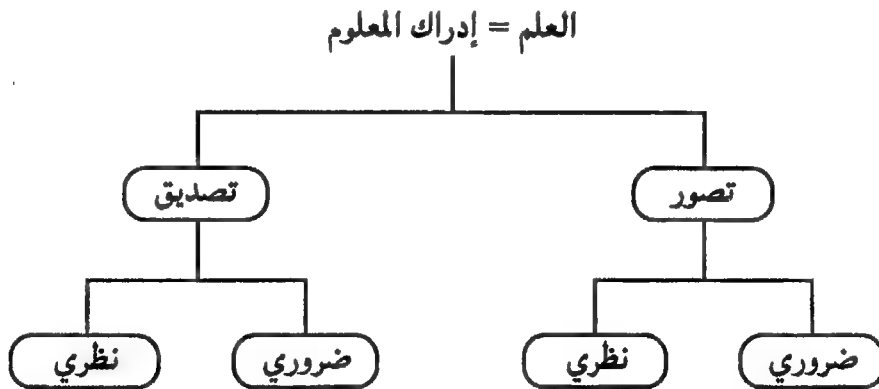 العلم = إدراك المعلوم
تصور تصديق
ضروري نظري ضروري نظري